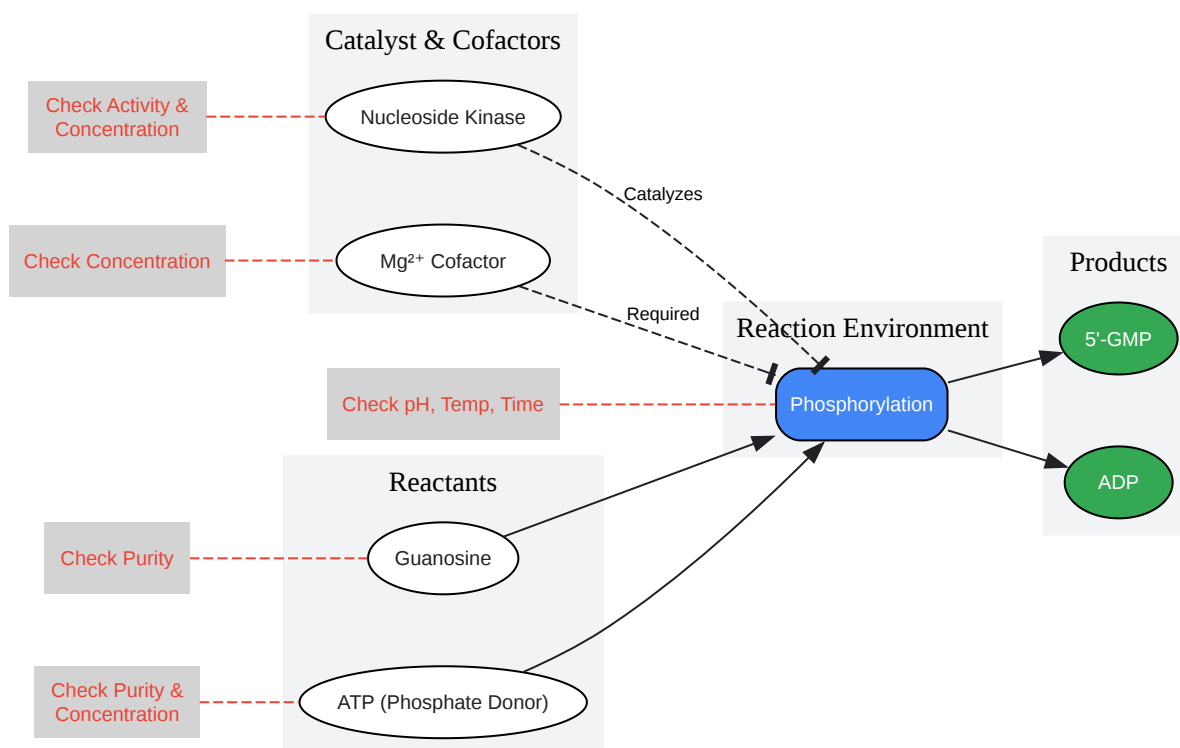 Catalyst & Cofactors
Check Activity &
Concentration
Nucleoside Kinase
Catalyzes
Check Concentration
Mg²⁺ Cofactor
Required
Products
Reaction Environment
5'-GMP
Check pH, Temp, Time
Phosphorylation
Reactants
ADP
Check Purity
Guanosine
Check Purity &
Concentration
ATP (Phosphate Donor)